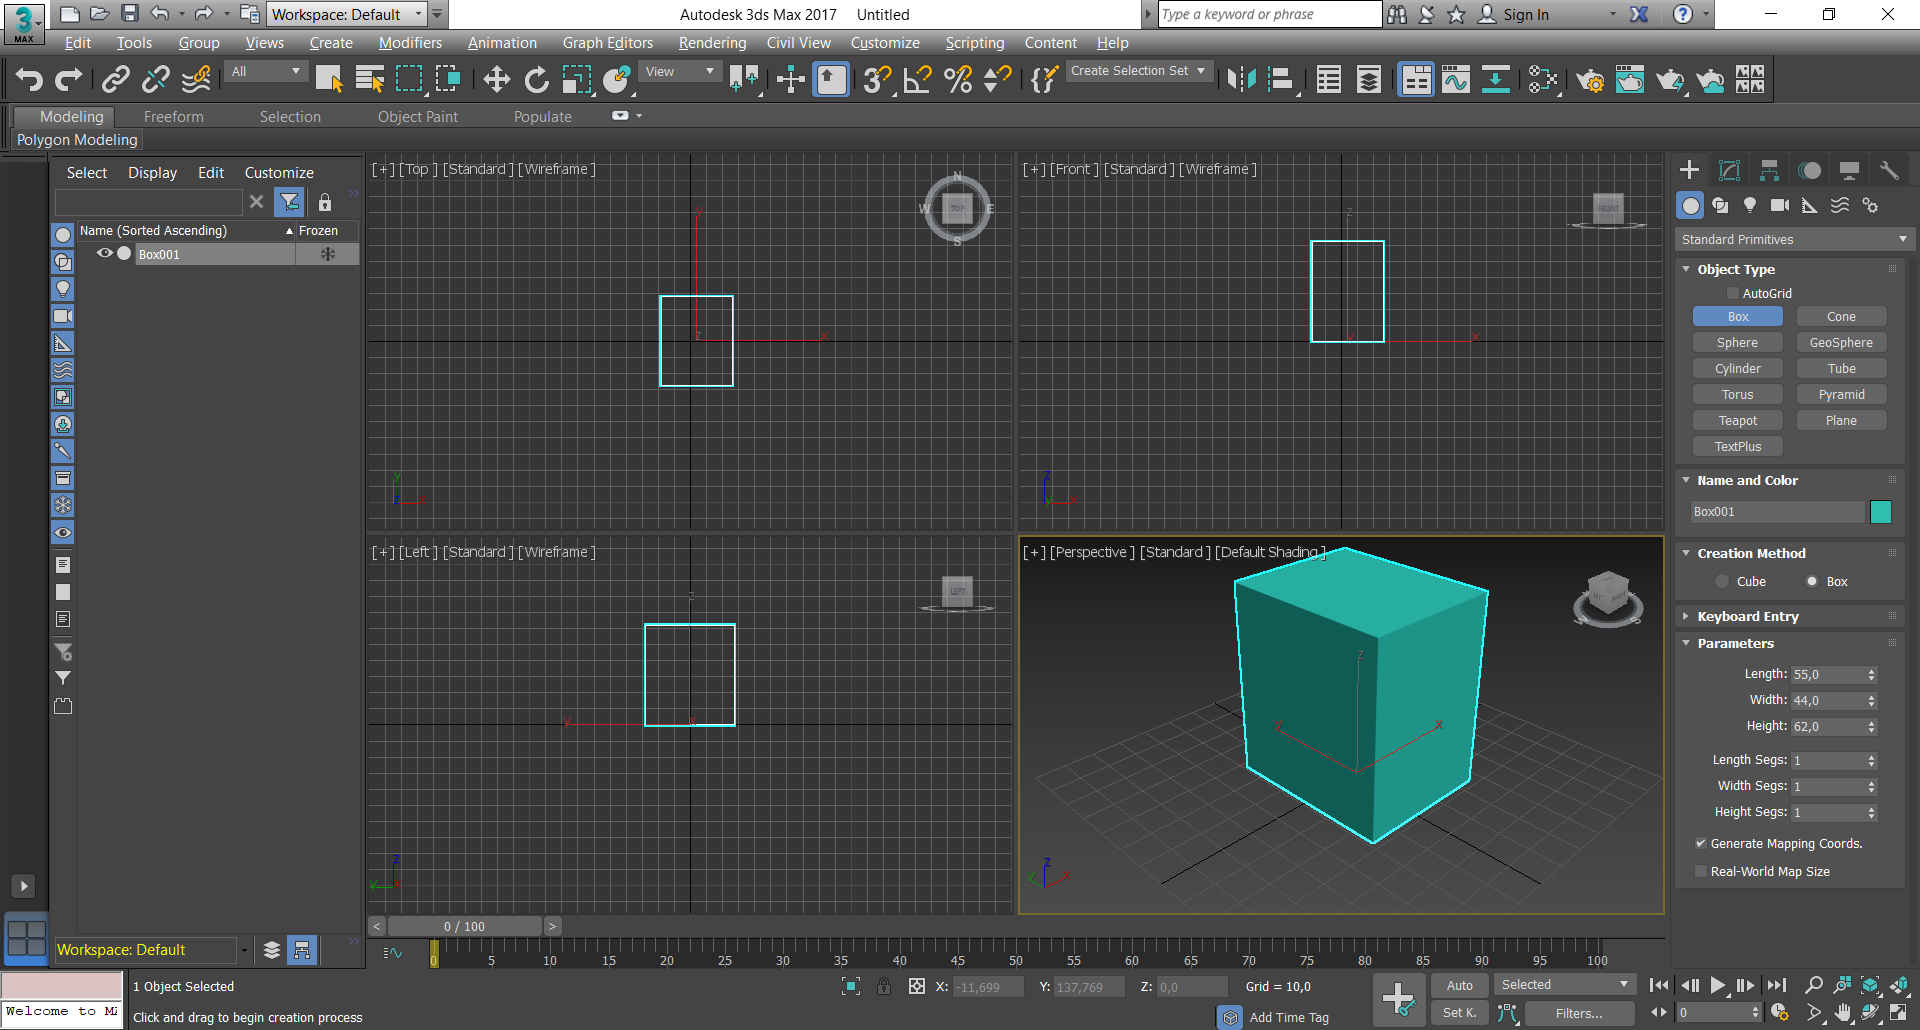 Workspace: Default
Autodesk 3ds Max 2017 Untitled
Type a keyword or phrase
Sign In
3
MAX
Edit Tools Group Views Create Modifiers Animation Graph Editors Rendering Civil View Customize Scripting Content Help
All
View
Create Selection Set
Modeling Freeform Selection Object Paint Populate
Polygon Modeling
Select Display Edit Customize
Name (Sorted Ascending) Frozen
Box001
[+] [Top ] [Standard ] [Wireframe ]
N
W TOP E
S
y
z x
y
z x
[+] [Front ] [Standard ] [Wireframe ]
FRONT
z
y x
z
y x
[+] [Left ] [Standard ] [Wireframe ]
LEFT
z
y x
z
y x
[+] [Perspective ] [Standard ] [Default Shading ]
z
y x
z
y x
Standard Primitives
Object Type
AutoGrid
Box Cone
Sphere GeoSphere
Cylinder Tube
Torus Pyramid
Teapot Plane
TextPlus
Name and Color
Box001
Creation Method
Cube Box
Keyboard Entry
Parameters
Length: 55,0
Width: 44,0
Height: 62,0
Length Segs: 1
Width Segs: 1
Height Segs: 1
Generate Mapping Coords.
Real-World Map Size
< 0 / 100 >
Workspace: Default
0 5 10 15 20 25 30 35 40 45 50 55 60 65 70 75 80 85 90 95 100
1 Object Selected
X: -11,699 Y: 137,769 Z: 0,0 Grid = 10,0
Auto Selected
Welcome to MA
Click and drag to begin creation process
Add Time Tag
Set K. Filters...
0